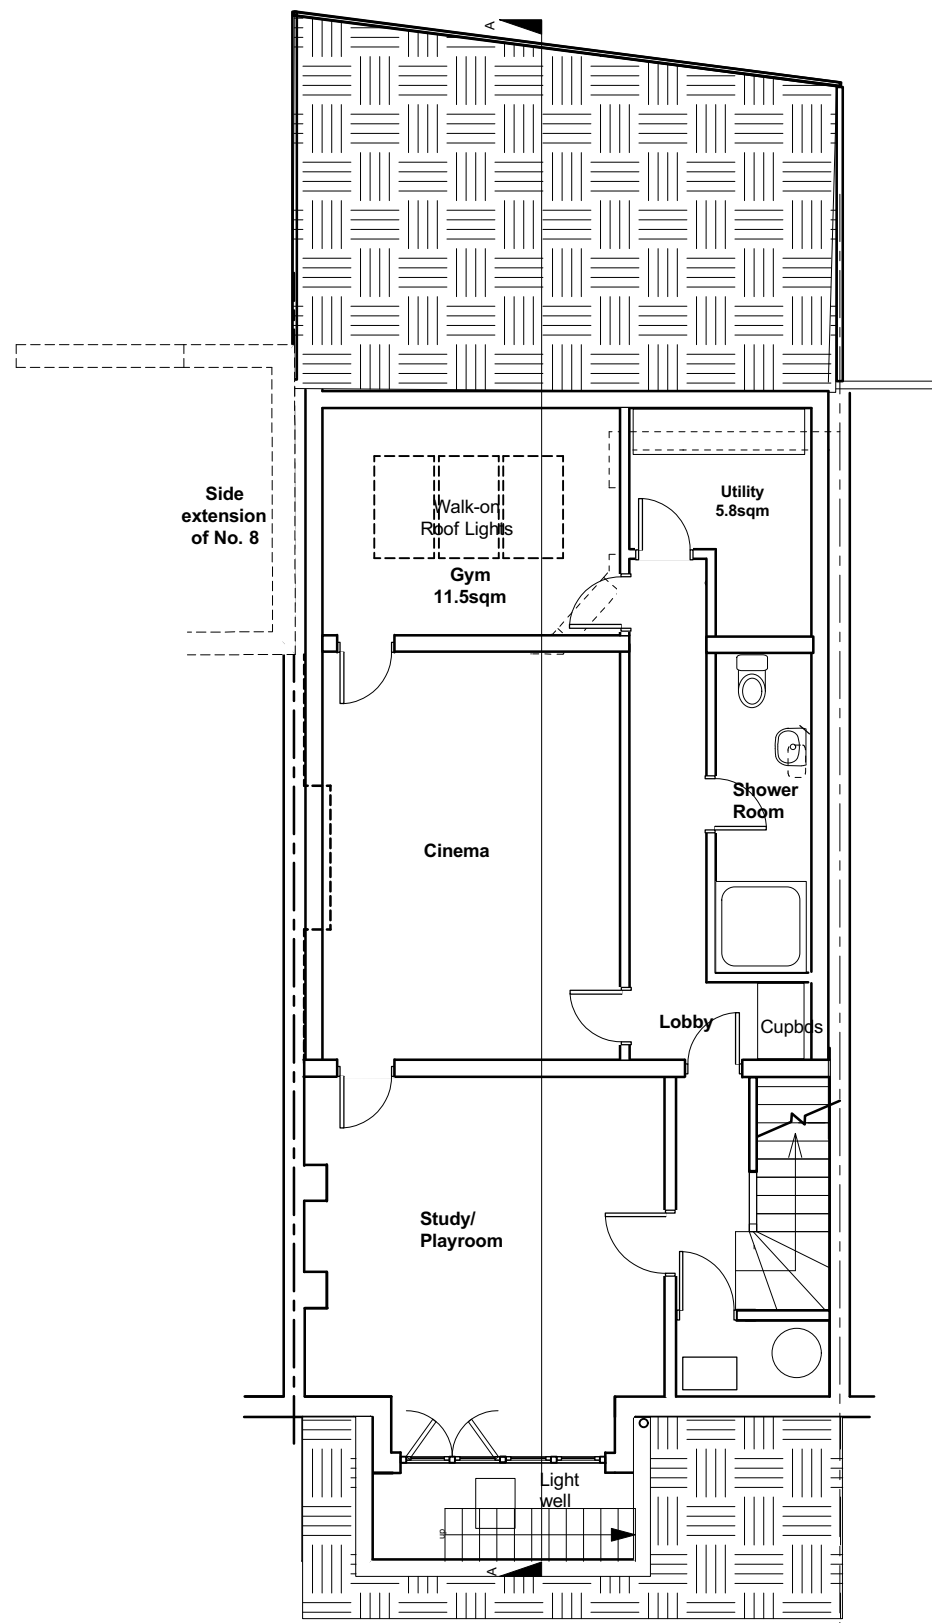 A
Side
extension
of No. 8
Walk-on
Roof Lights
Gym
11.5sqm
Utility
5.8sqm
Shower
Room
Cinema
Lobby
Cupbds
Study/
Playroom
Light
well
up
A